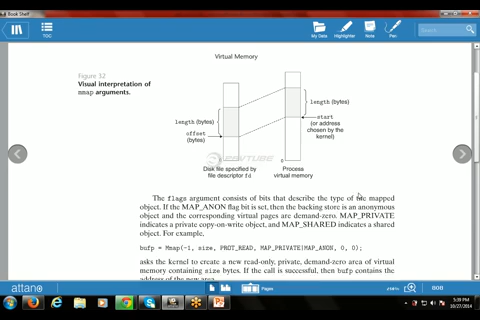 Book Shelf
TOC
My Data
Highlighter
Note
Pen
Search
Virtual Memory
Figure 32
Visual interpretation of
mmap arguments.
length (bytes)
offset
(bytes)
0
Disk file specified by
file descriptor fd
length (bytes)
start
(or address
chosen by the
kernel)
0
Process
virtual memory
The flags argument consists of bits that describe the type of the mapped
object. If the MAP_ANON flag bit is set, then the backing store is an anonymous
object and the corresponding virtual pages are demand-zero. MAP_PRIVATE
indicates a private copy-on-write object, and MAP_SHARED indicates a shared
object. For example,
bufp = Mmap(-1, size, PROT_READ, MAP_PRIVATE|MAP_ANON, 0, 0);
asks the kernel to create a new read-only, private, demand-zero area of virtual
memory containing size bytes. If the call is successful, then bufp contains the
address of the new area.
attano
Pages
zoom
608
5:39 PM
10/27/2014